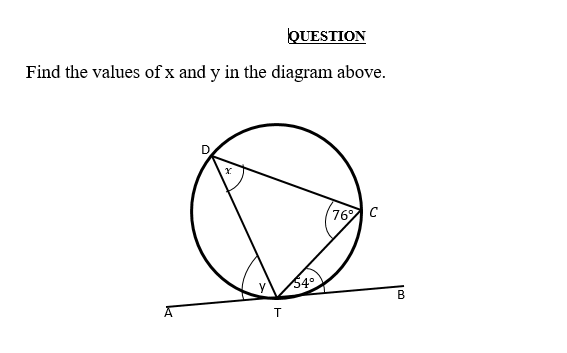 QUESTION
Find the values of x and y in the diagram above.
D
x
76°
C
y
54°
B
A
T